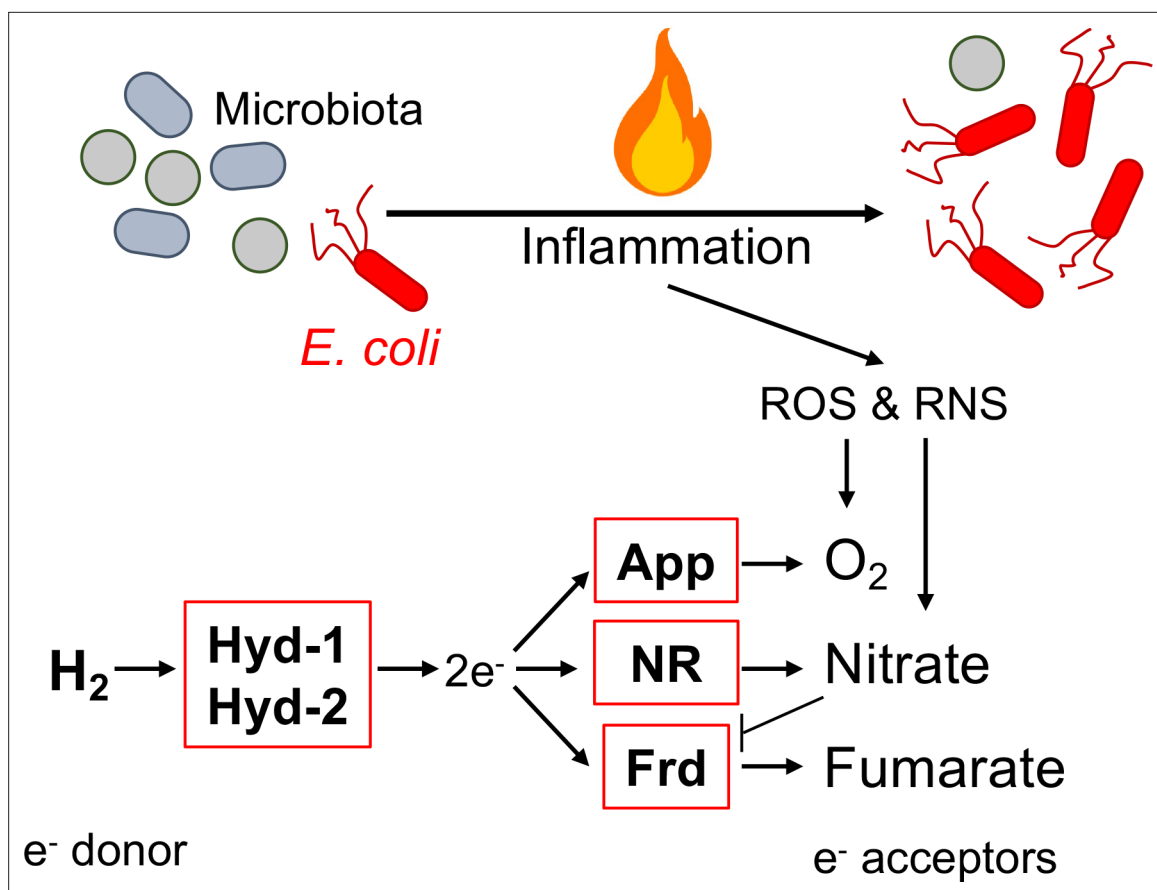 Microbiota
Inflammation
E. coli
ROS & RNS
App
O₂
H₂
Hyd-1
Hyd-2
2e⁻
NR
Nitrate
Frd
Fumarate
e⁻ donor
e⁻ acceptors